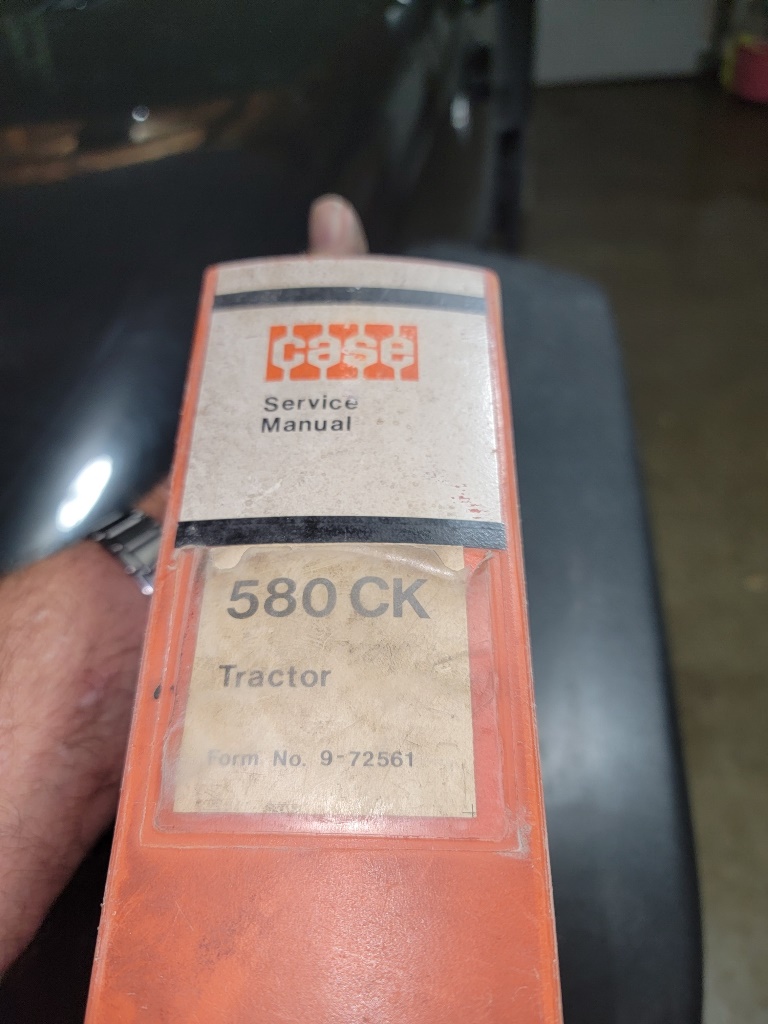 case
Service
Manual
580 CK
Tractor
Form No. 9-72561